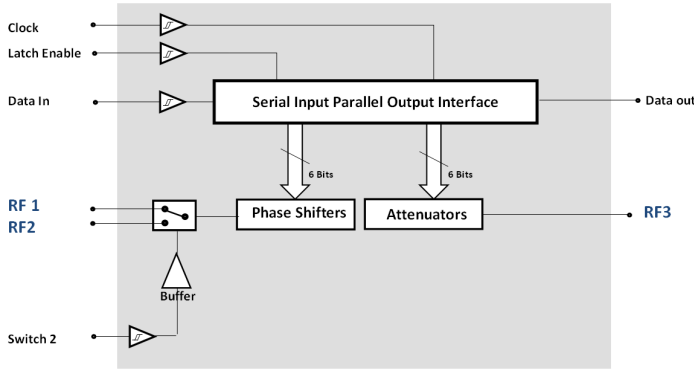 Clock
Latch Enable
Data In
Serial Input Parallel Output Interface
Data out
6 Bits
6 Bits
RF 1
RF2
Phase Shifters
Attenuators
RF3
Buffer
Switch 2